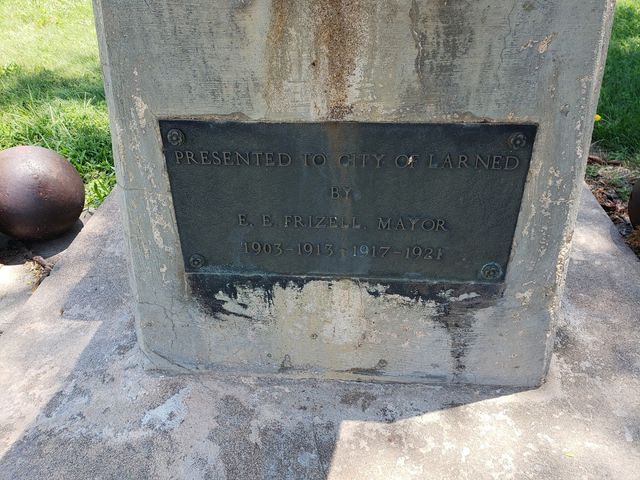 PRESENTED TO CITY OF LARNED
BY
E. E. FRIZELL, MAYOR
1903-1913-1917-1921